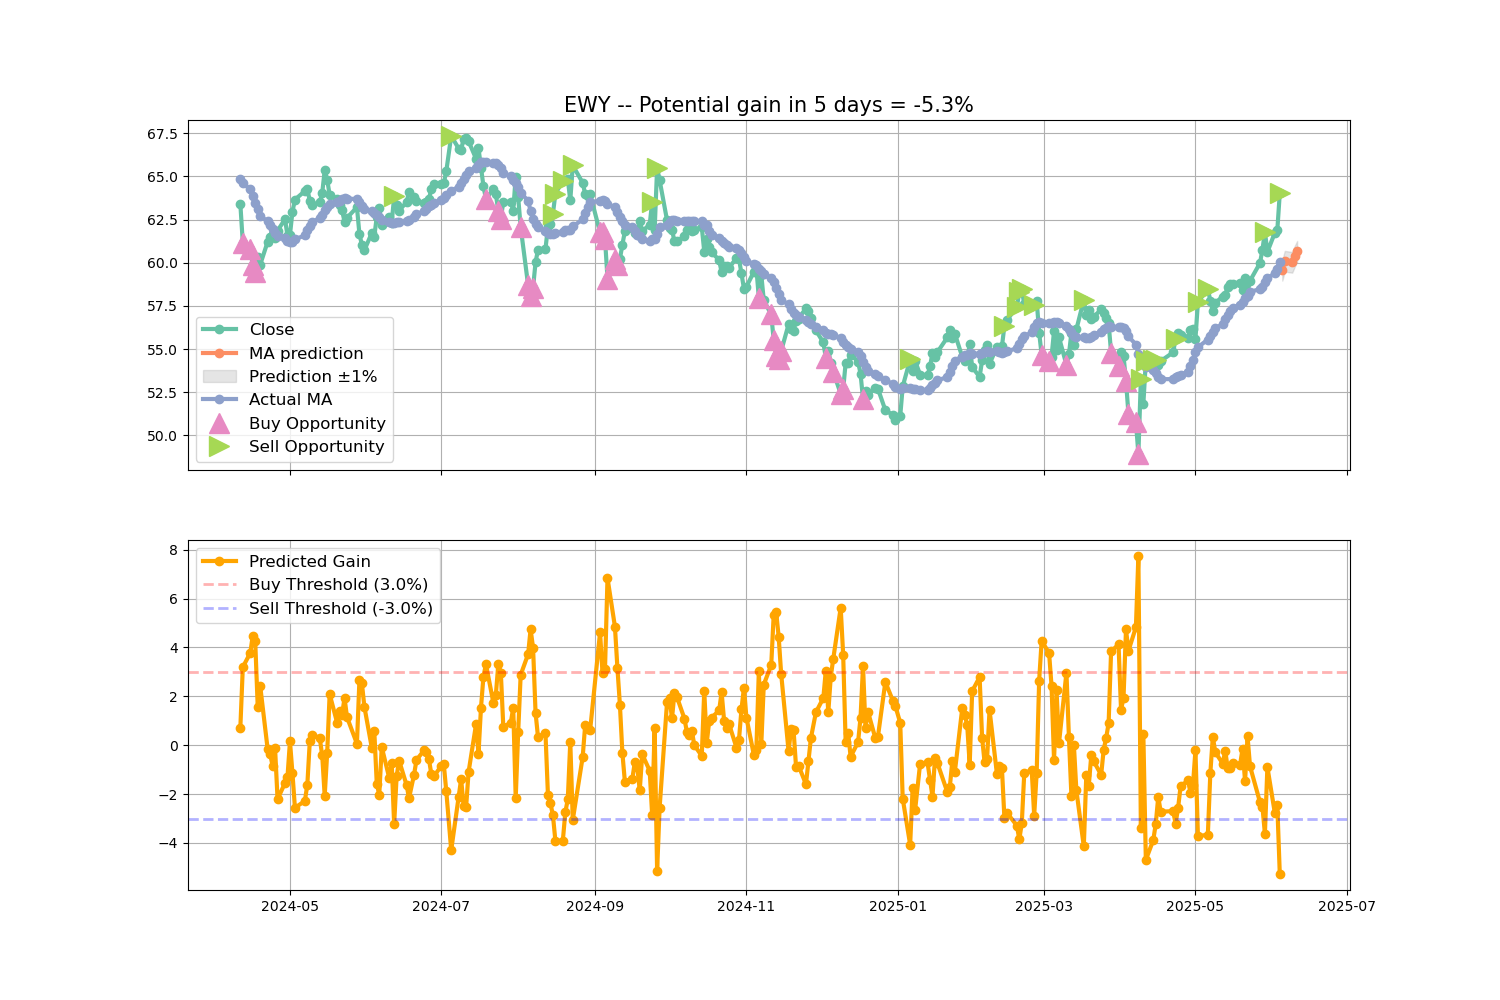 EWY -- Potential gain in 5 days = -5.3%
67.5
65.0
62.5
60.0
57.5
55.0
52.5
50.0
Close
MA prediction
Prediction ±1%
Actual MA
Buy Opportunity
Sell Opportunity
8
6
4
2
0
−2
−4
Predicted Gain
Buy Threshold (3.0%)
Sell Threshold (-3.0%)
2024-05
2024-07
2024-09
2024-11
2025-01
2025-03
2025-05
2025-07